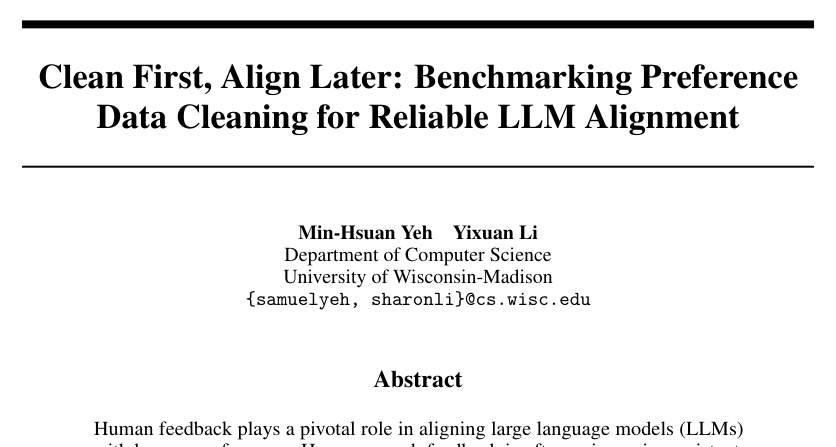 Clean First, Align Later: Benchmarking Preference
Data Cleaning for Reliable LLM Alignment
Min-Hsuan Yeh Yixuan Li
Department of Computer Science
University of Wisconsin-Madison
{samuelyeh, sharonli}@cs.wisc.edu
Abstract
Human feedback plays a pivotal role in aligning large language models (LLMs)